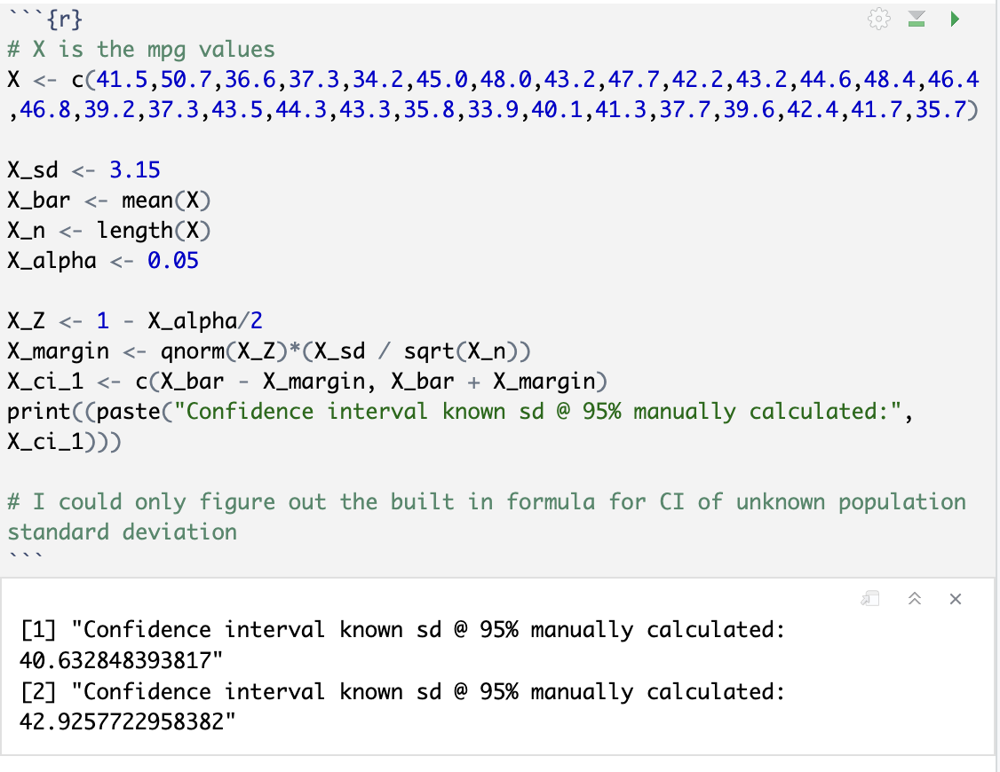 ```{r}
# X is the mpg values
X <- c(41.5,50.7,36.6,37.3,34.2,45.0,48.0,43.2,47.7,42.2,43.2,44.6,48.4,46.4
,46.8,39.2,37.3,43.5,44.3,43.3,35.8,33.9,40.1,41.3,37.7,39.6,42.4,41.7,35.7)
X_sd <- 3.15
X_bar <- mean(X)
X_n <- length(X)
X_alpha <- 0.05
X_Z <- 1 - X_alpha/2
X_margin <- qnorm(X_Z)*(X_sd / sqrt(X_n))
X_ci_1 <- c(X_bar - X_margin, X_bar + X_margin)
print((paste("Confidence interval known sd @ 95% manually calculated:",
X_ci_1)))
# I could only figure out the built in formula for CI of unknown population
standard deviation
```
[1] "Confidence interval known sd @ 95% manually calculated:
40.632848393817"
[2] "Confidence interval known sd @ 95% manually calculated:
42.9257722958382"